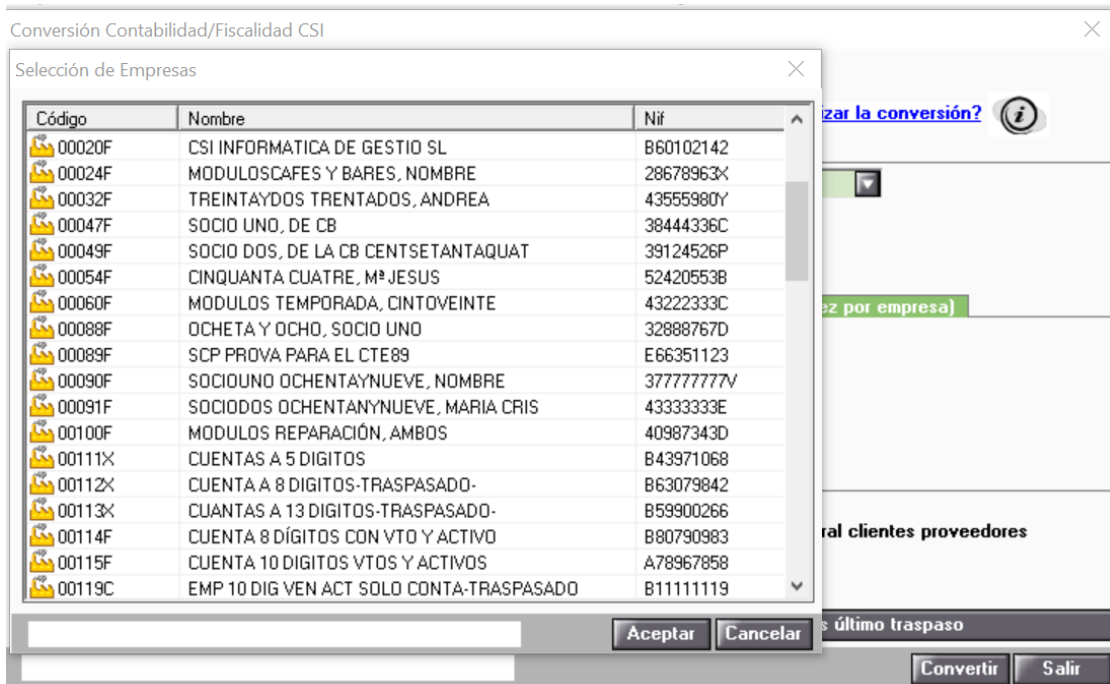 Conversión Contabilidad/Fiscalidad CSI
Selección de Empresas
izar la conversión?
Código Nombre Nif
00020F CSI INFORMATICA DE GESTIO SL B60102142
00024F MODULOSCAFES Y BARES, NOMBRE 28678963X
00032F TREINTAYDOS TRENTADOS, ANDREA 43555980Y
00047F SOCIO UNO, DE CB 38444336C
00049F SOCIO DOS, DE LA CB CENTSETANTAQUAT 39124526P
00054F CINQUANTA CUATRE, Mª JESUS 52420553B
00060F MODULOS TEMPORADA, CINTOVEINTE 43222333C
ez por empresa)
00088F OCHETA Y OCHO, SOCIO UNO 32888767D
00089F SCP PROVA PARA EL CTE89 E66351123
00090F SOCIOUNO OCHENTAYNUEVE, NOMBRE 377777777V
00091F SOCIODOS OCHENTANYNUEVE, MARIA CRIS 43333333E
00100F MODULOS REPARACIÓN, AMBOS 40987343D
00111X CUENTAS A 5 DIGITOS B43971068
00112X CUENTA A 8 DIGITOS-TRASPASADO- B63079842
00113X CUANTAS A 13 DIGITOS-TRASPASADO- B59900266
00114F CUENTA 8 DÍGITOS CON VTO Y ACTIVO B80790983
ral clientes proveedores
00115F CUENTA 10 DIGITOS VTOS Y ACTIVOS A78967858
00119C EMP 10 DIG VEN ACT SOLO CONTA-TRASPASADO B11111119
Aceptar Cancelar
s último traspaso
Convertir Salir